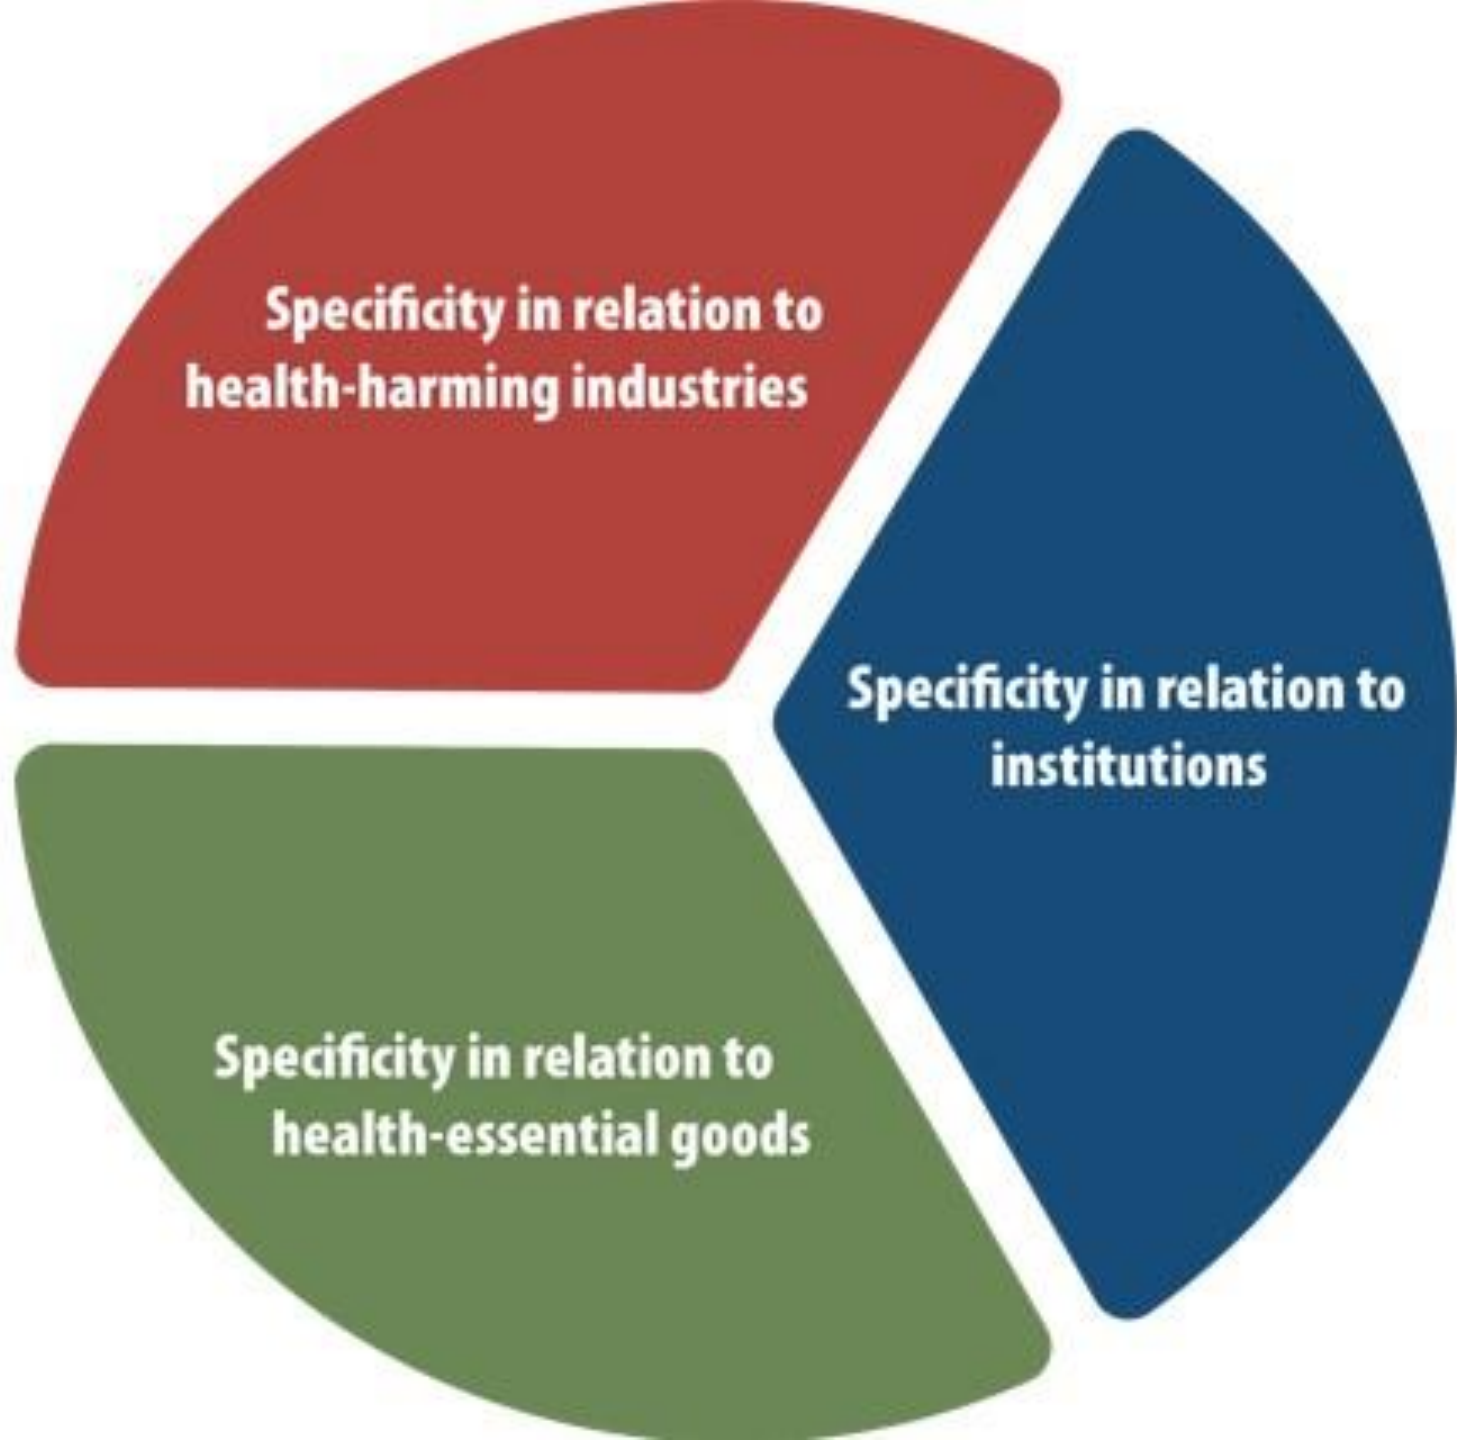 Specificity in relation to
health-harming industries
Specificity in relation to
institutions
Specificity in relation to
health-essential goods